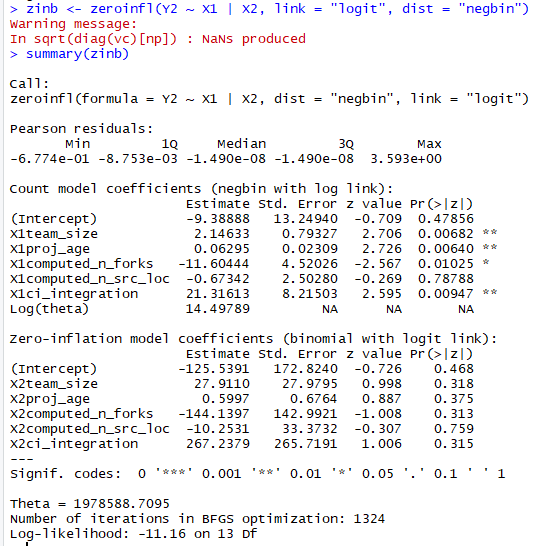 > zinb <- zeroinfl(Y2 ~ X1 | X2, link = "logit", dist = "negbin")
Warning message:
In sqrt(diag(vc)[np]) : NaNs produced
> summary(zinb)

Call:
zeroinfl(formula = Y2 ~ X1 | X2, dist = "negbin", link = "logit")

Pearson residuals:
       Min         1Q     Median         3Q        Max
-6.774e-01 -8.753e-03 -1.490e-08 -1.490e-08  3.593e+00

Count model coefficients (negbin with log link):
                      Estimate Std. Error z value Pr(>|z|)
(Intercept)           -9.38888   13.24940  -0.709  0.47856
X1team_size            2.14633    0.79327   2.706  0.00682 **
X1proj_age             0.06295    0.02309   2.726  0.00640 **
X1computed_n_forks   -11.60444    4.52026  -2.567  0.01025 *
X1computed_n_src_loc  -0.67342    2.50280  -0.269  0.78788
X1ci_integration      21.31613    8.21503   2.595  0.00947 **
Log(theta)            14.49789         NA      NA       NA

Zero-inflation model coefficients (binomial with logit link):
                      Estimate Std. Error z value Pr(>|z|)
(Intercept)          -125.5391   172.8240  -0.726    0.468
X2team_size            27.9110    27.9795   0.998    0.318
X2proj_age              0.5997     0.6764   0.887    0.375
X2computed_n_forks   -144.1397   142.9921  -1.008    0.313
X2computed_n_src_loc  -10.2531    33.3732  -0.307    0.759
X2ci_integration      267.2379   265.7191   1.006    0.315
---
Signif. codes:  0 '***' 0.001 '**' 0.01 '*' 0.05 '.' 0.1 ' ' 1

Theta = 1978588.7095
Number of iterations in BFGS optimization: 1324
Log-likelihood: -11.16 on 13 Df